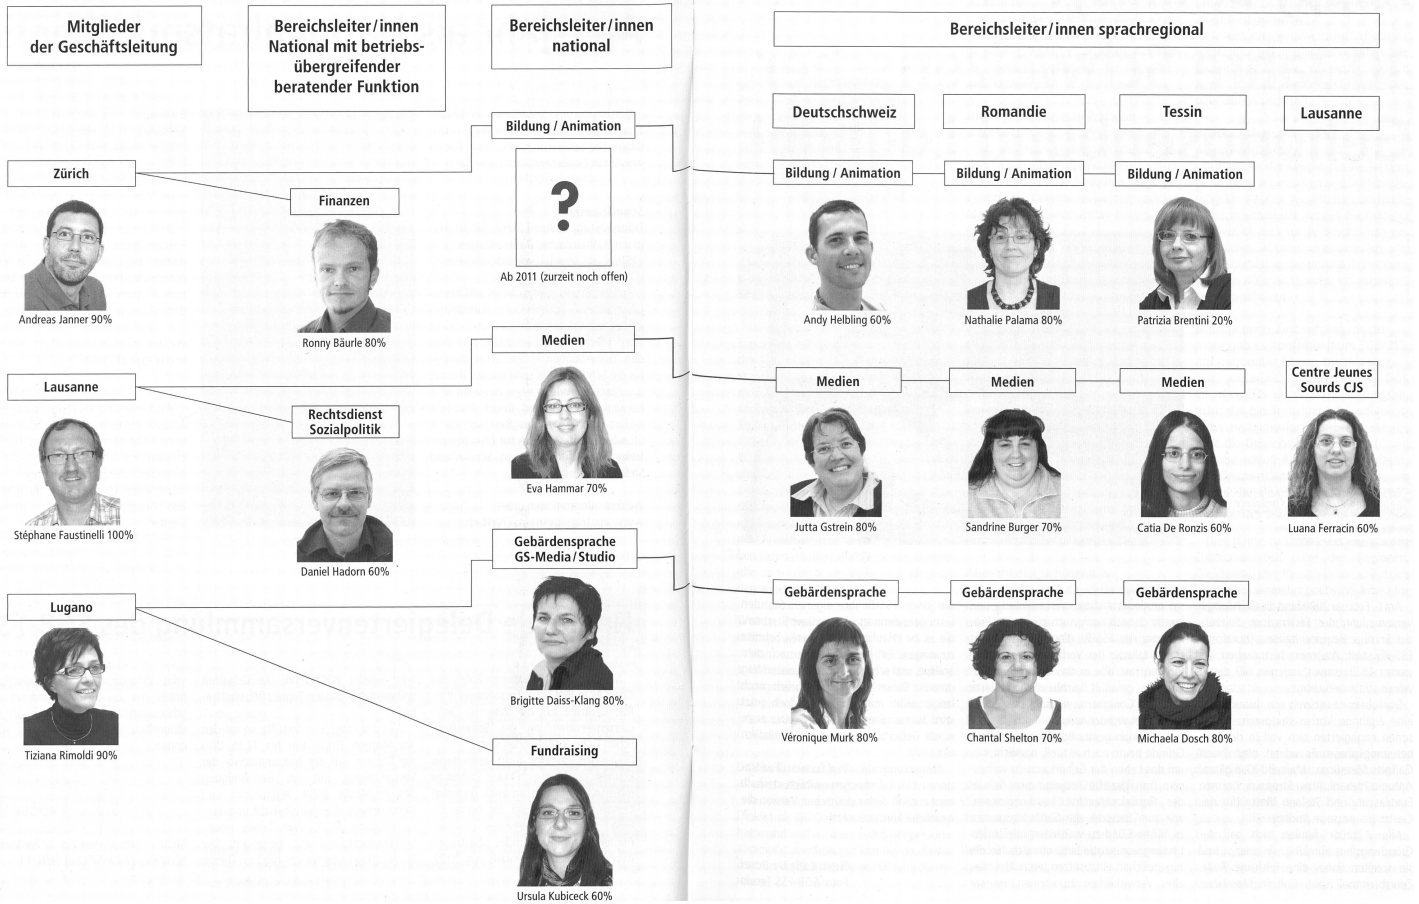 Mitglieder
der Geschäftsleitung
Bereichsleiter/innen
National mit betriebs-
übergreifender
beratender Funktion
Bereichsleiter/innen
national
Bereichsleiter/innen sprachregional
Deutschschweiz
Romandie
Tessin
Lausanne
Bildung / Animation
?
Ab 2011 (zurzeit noch offen)
Zürich
Andreas Janner 90%
Finanzen
Ronny Bäurle 80%
Bildung / Animation
Andy Helbling 60%
Bildung / Animation
Nathalie Palama 80%
Bildung / Animation
Patrizia Brentini 20%
Lausanne
Stéphane Faustinelli 100%
Rechtsdienst
Sozialpolitik
Daniel Hadorn 60%
Medien
Eva Hammar 70%
Medien
Jutta Gstrein 80%
Medien
Sandrine Burger 70%
Medien
Catia De Ronzis 60%
Centre Jeunes
Sourds CJS
Luana Ferracin 60%
Lugano
Tiziana Rimoldi 90%
Gebärdensprache
GS-Media/Studio
Brigitte Daiss-Klang 80%
Gebärdensprache
Véronique Murk 80%
Gebärdensprache
Chantal Shelton 70%
Gebärdensprache
Michaela Dosch 80%
Fundraising
Ursula Kubiceck 60%